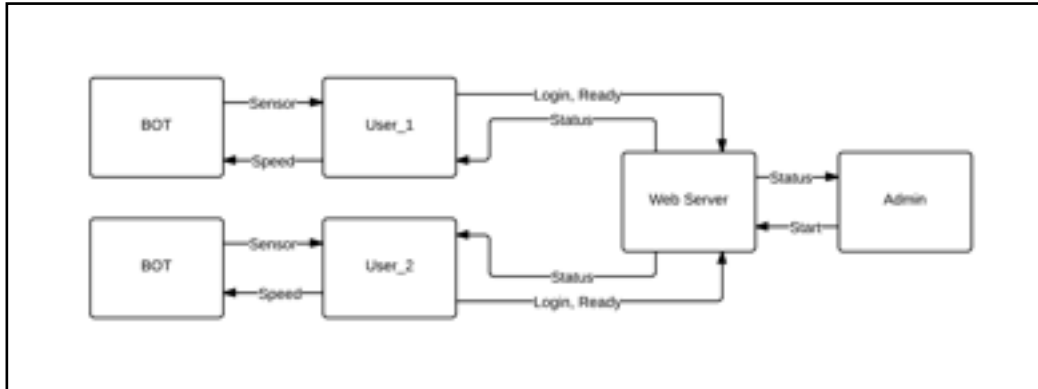 Login, Ready
Sensor
BOT
User_1
Status
Speed
Web Server
Status
Admin
Start
Sensor
BOT
User_2
Status
Speed
Login, Ready